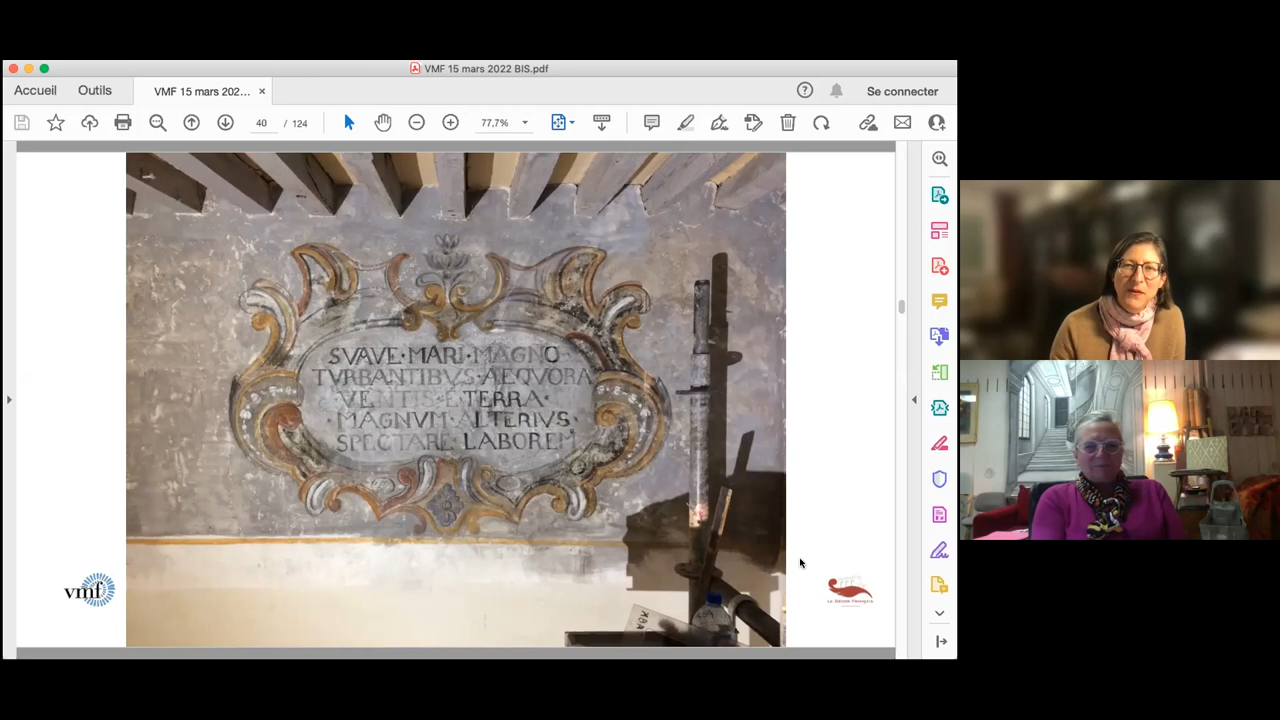 VMF 15 mars 2022 BIS.pdf
Accueil Outils VMF 15 mars 202... × Se connecter
40 / 124 77,7%
SVAVE·MARI·MAGNO
TVRBANTIBVS·AEQVORA
VENTIS·E·TERRA·
·MAGNVM·ALTERIVS·
SPECTARE·LABOREM
vmf